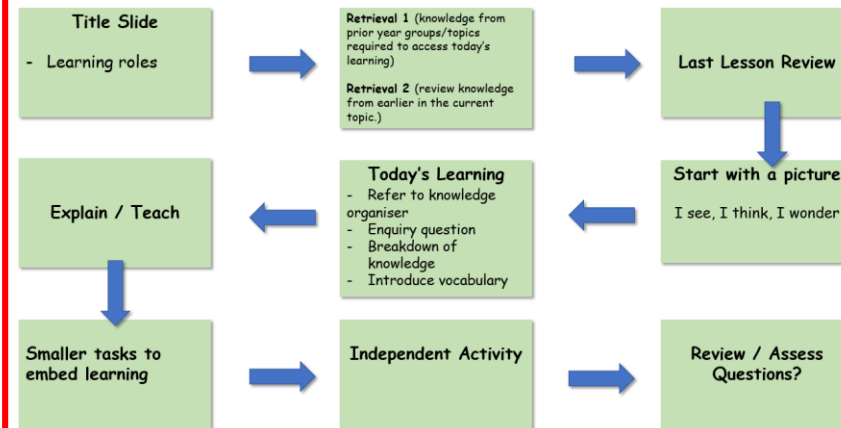 Title Slide
- Learning roles
Retrieval 1 (knowledge from
prior year groups/topics
required to access today's
learning)
Retrieval 2 (review knowledge
from earlier in the current
topic.)
Last Lesson Review
Start with a picture
I see, I think, I wonder
Today's Learning
- Refer to knowledge
organiser
- Enquiry question
- Breakdown of
knowledge
- Introduce vocabulary
Explain / Teach
Smaller tasks to
embed learning
Independent Activity
Review / Assess
Questions?